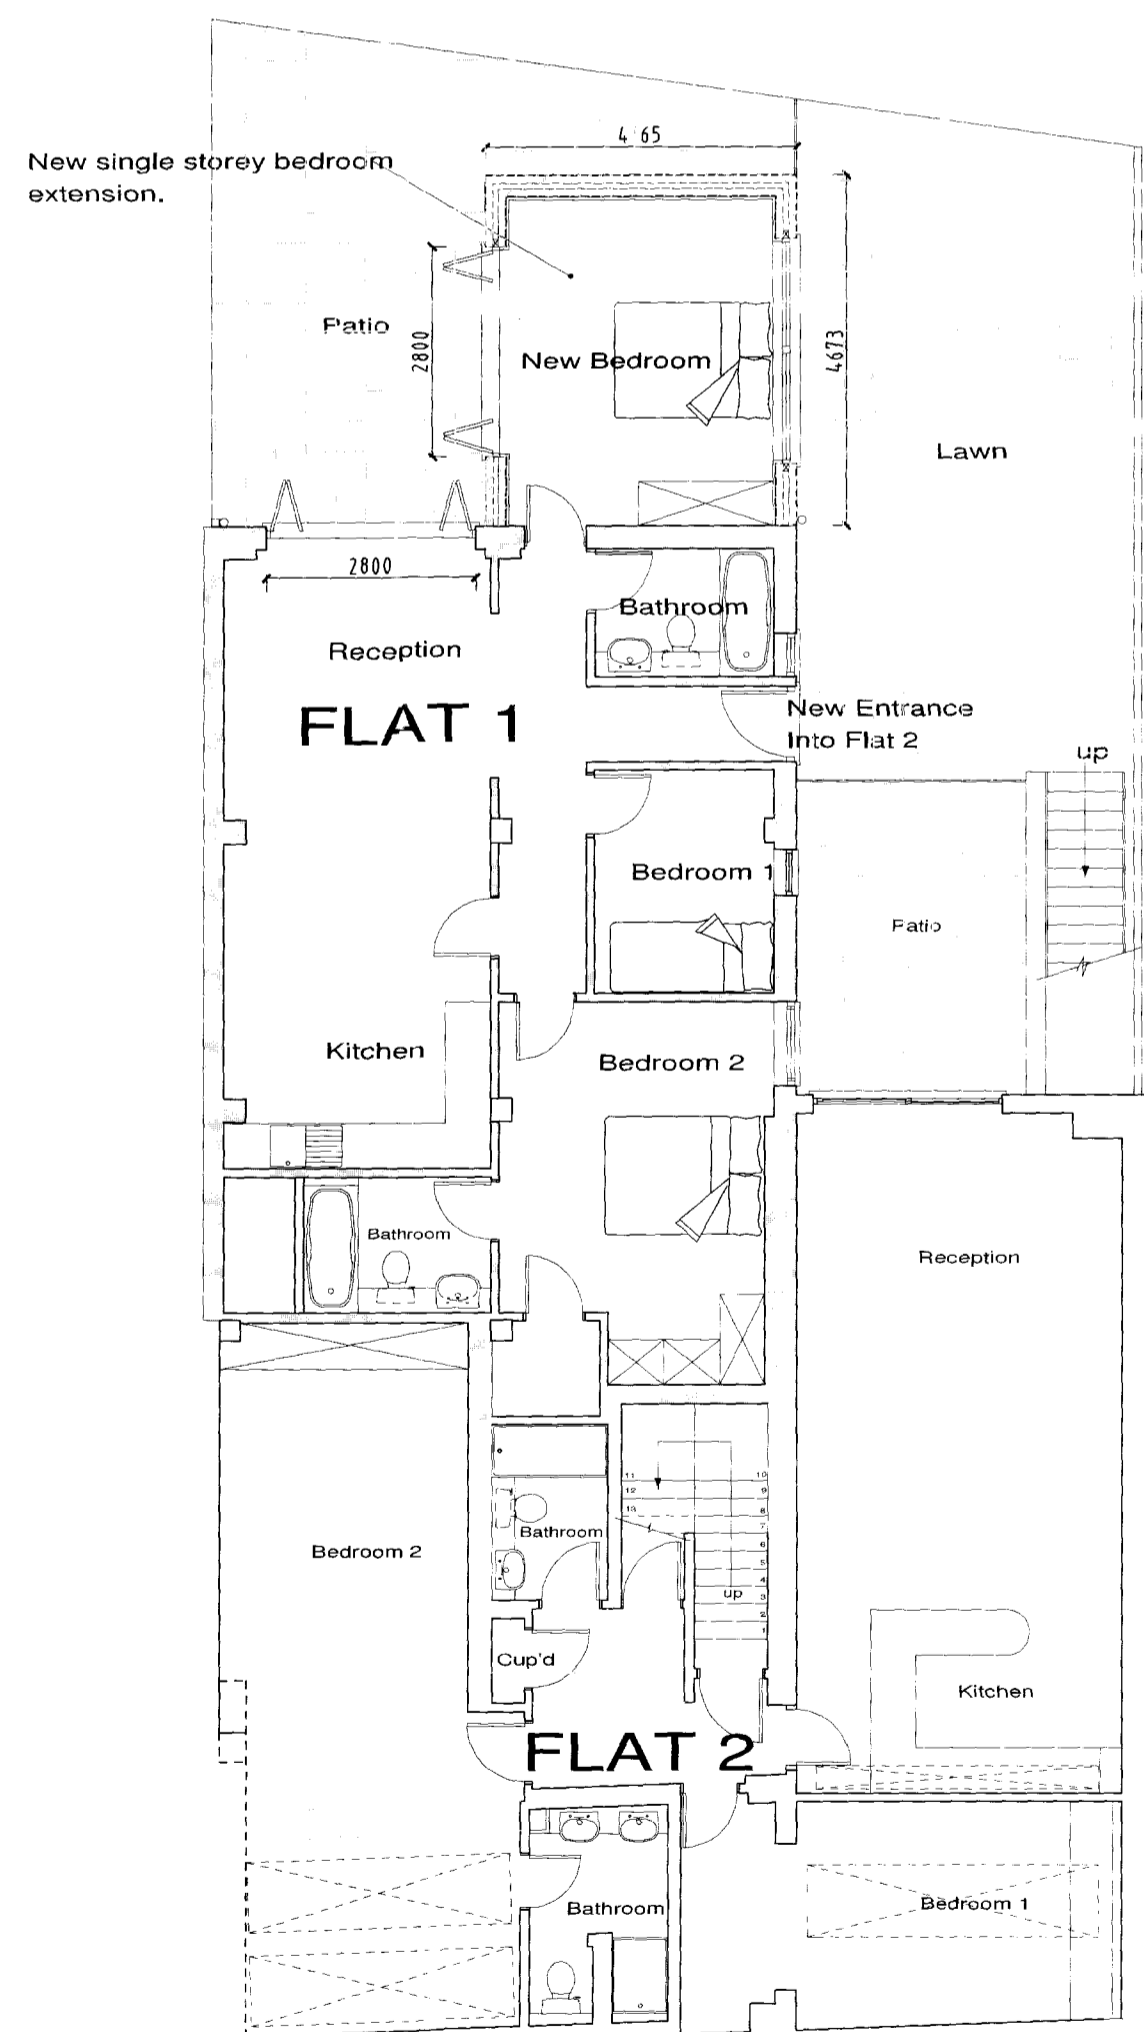 4165
New single storey bedroom
extension.
Patio
2800
New Bedroom
4673
Lawn
2800
Bathroom
Reception
FLAT 1
New Entrance
Into Flat 2
up
Bedroom 1
Patio
Kitchen
Bedroom 2
Bathroom
Reception
11
10
12
9
13
8
7
Bathroom
6
Bedroom 2
5
4
up
3
2
1
Cup'd
Kitchen
FLAT 2
Bedroom 1
Bathroom